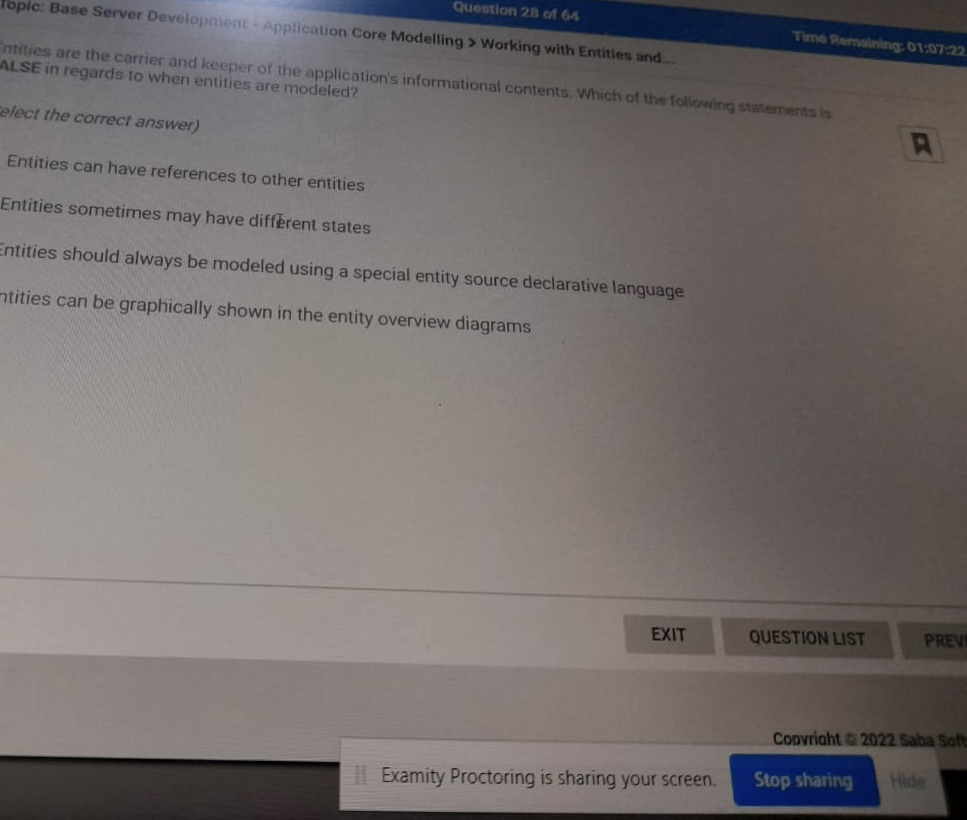 Topic: Base Server Development - Application Core Modelling > Working with Entities and...
Question 28 of 64
Time Remaining: 01:07:22
Entities are the carrier and keeper of the application's informational contents. Which of the following statements is
ALSE in regards to when entities are modeled?
elect the correct answer)
Entities can have references to other entities
Entities sometimes may have different states
Entities should always be modeled using a special entity source declarative language
ntities can be graphically shown in the entity overview diagrams
EXIT
QUESTION LIST
PREV
Copyright © 2022 Saba Soft
Examity Proctoring is sharing your screen.
Stop sharing
Hide